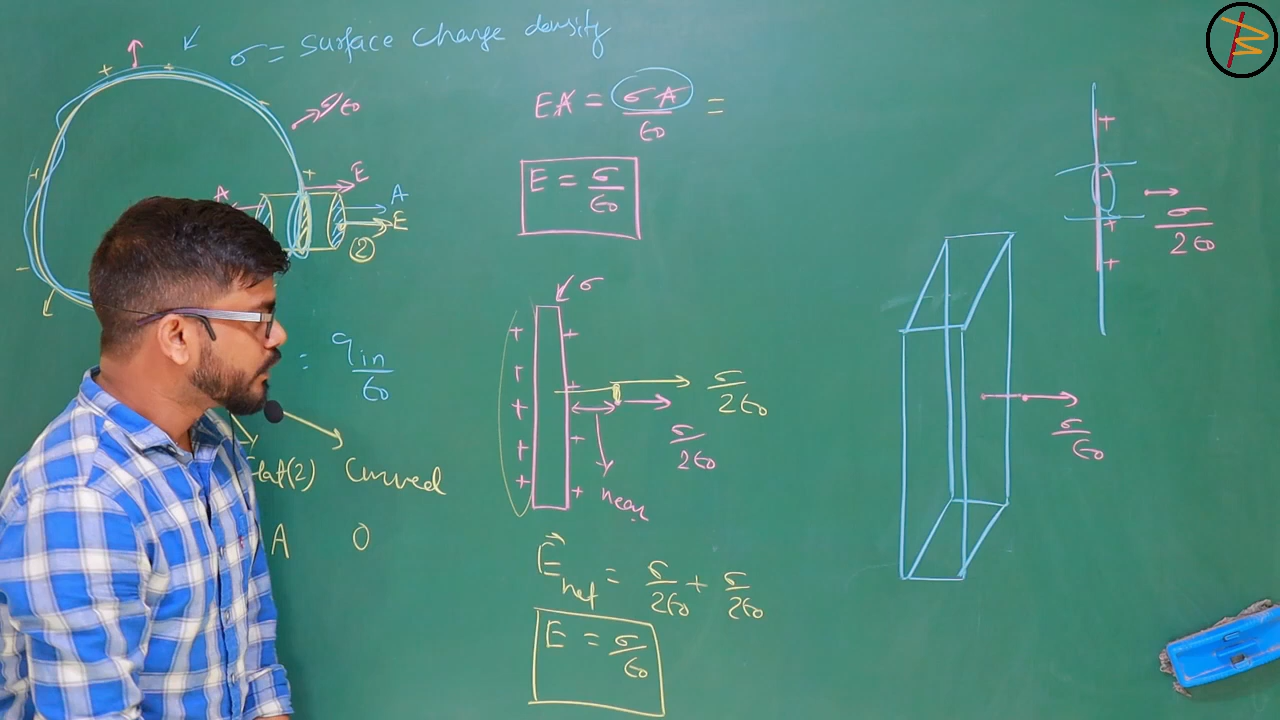 σ = surface charge density
σ/ε₀
EA = σA/ε₀ =
E = σ/ε₀
E
A
A
E
②
= qin/ε₀
flat(2) curved
A 0
σ
σ/2ε₀
σ/2ε₀
near
E⃗net = σ/2ε₀ + σ/2ε₀
E = σ/ε₀
σ/2ε₀
σ/ε₀